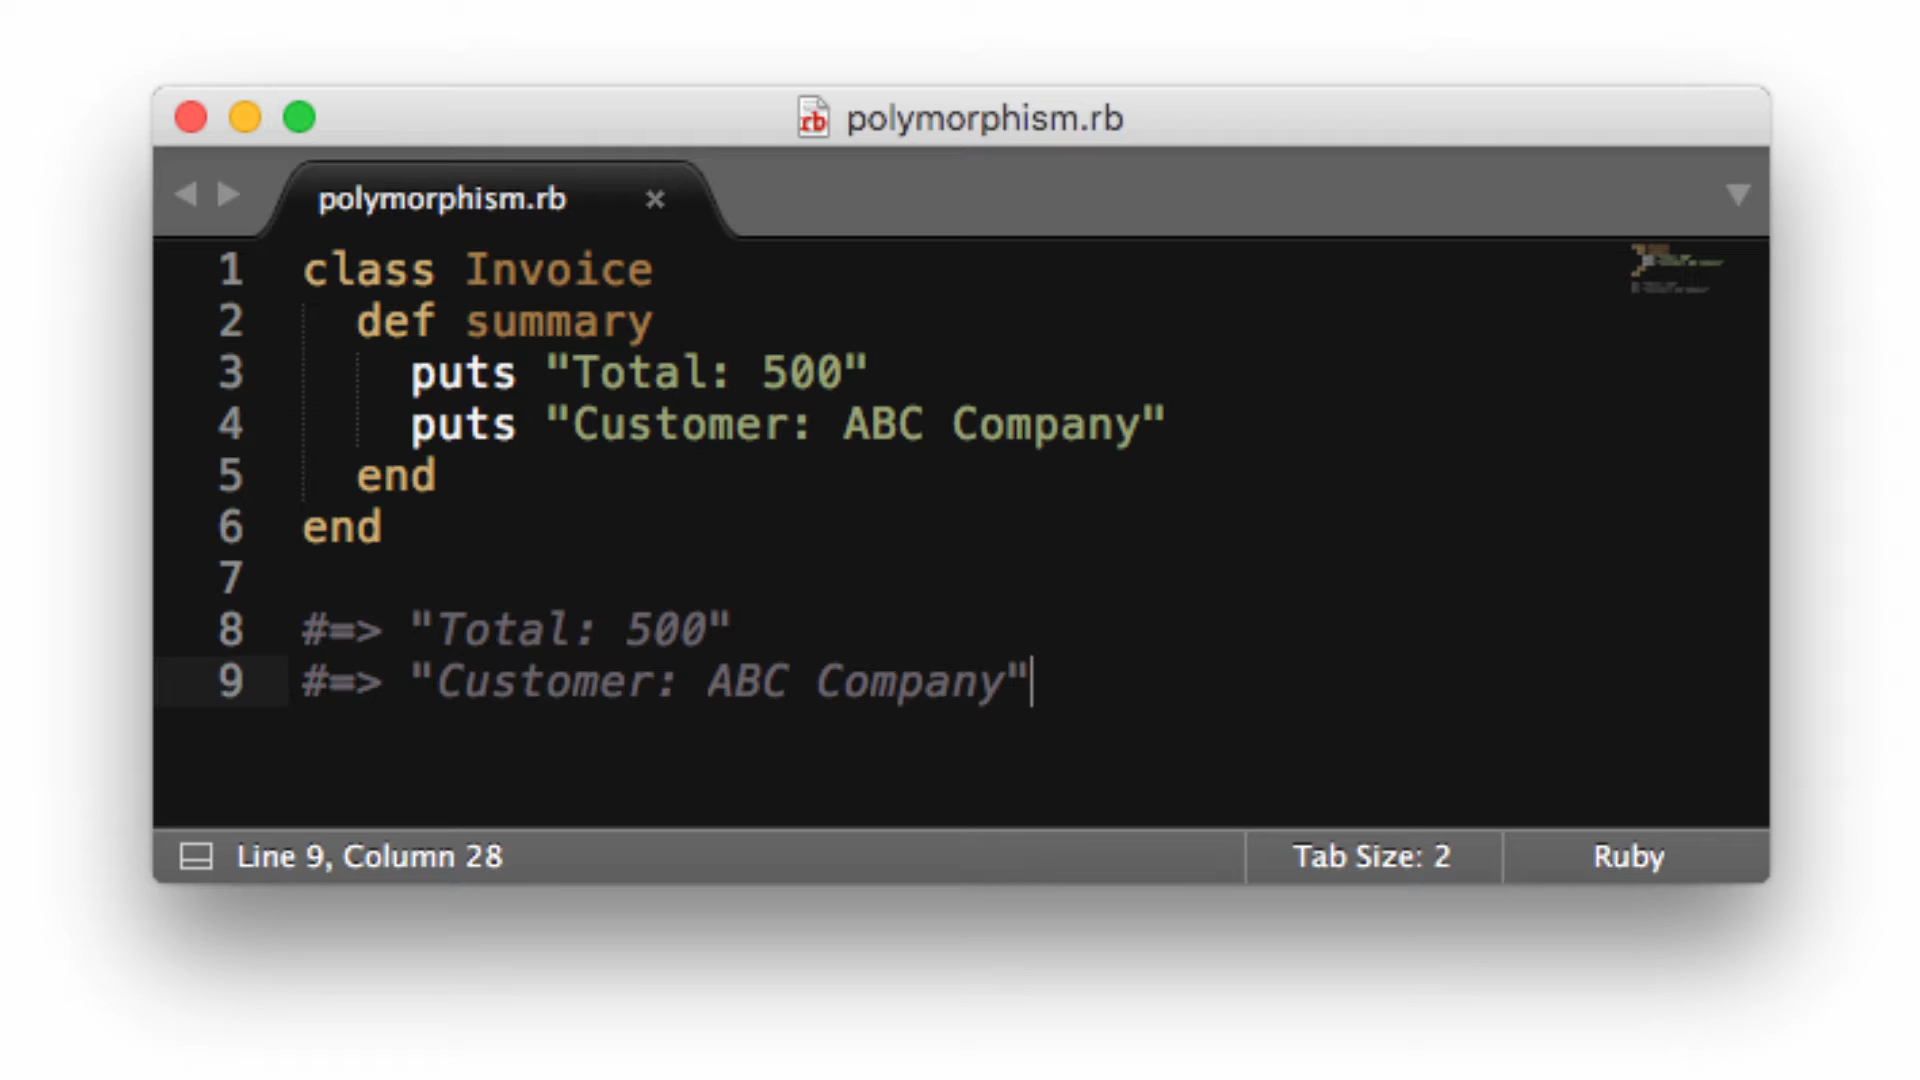 rb polymorphism.rb
polymorphism.rb ×
1 class Invoice
2   def summary
3     puts "Total: 500"
4     puts "Customer: ABC Company"
5   end
6 end
7
8 #=> "Total: 500"
9 #=> "Customer: ABC Company"
Line 9, Column 28 Tab Size: 2 Ruby